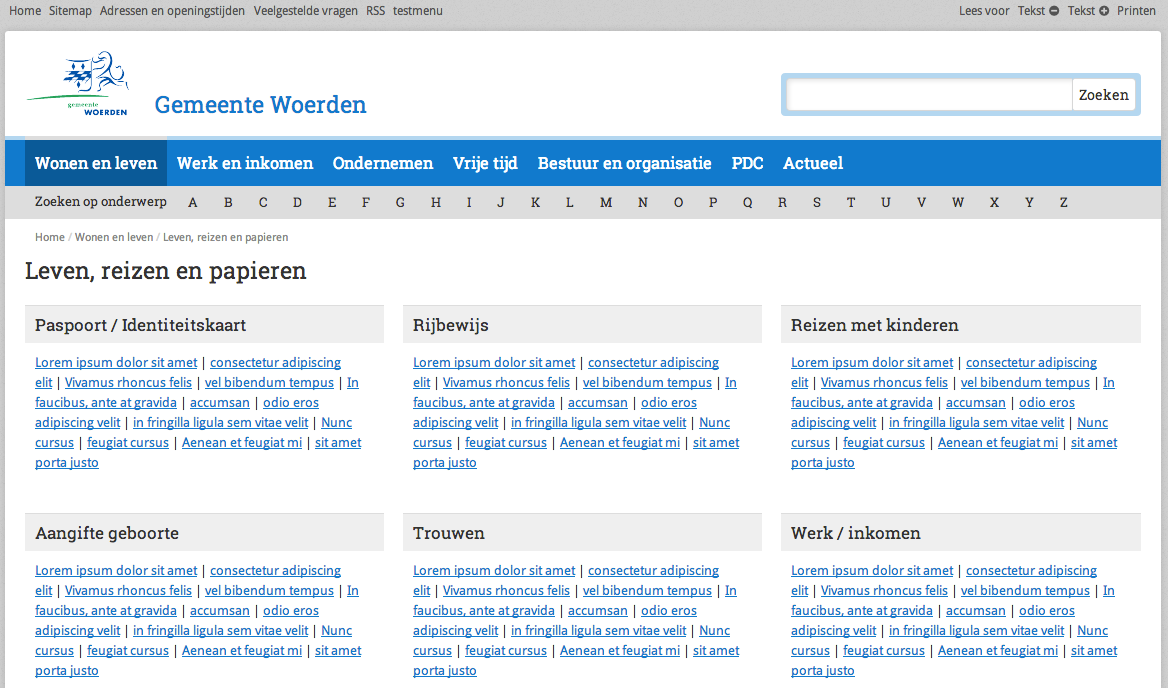 Home Sitemap Adressen en openingstijden Veelgestelde vragen RSS testmenu Lees voor Tekst Tekst Printen
gemeente
WOERDEN
Gemeente Woerden
Zoeken
Wonen en leven Werk en inkomen Ondernemen Vrije tijd Bestuur en organisatie PDC Actueel
Zoeken op onderwerp A B C D E F G H I J K L M N O P Q R S T U V W X Y Z
Home / Wonen en leven / Leven, reizen en papieren
Leven, reizen en papieren
Paspoort / Identiteitskaart
Lorem ipsum dolor sit amet | consectetur adipiscing
elit | Vivamus rhoncus felis | vel bibendum tempus | In
faucibus, ante at gravida | accumsan | odio eros
adipiscing velit | in fringilla ligula sem vitae velit | Nunc
cursus | feugiat cursus | Aenean et feugiat mi | sit amet
porta justo
Rijbewijs
Lorem ipsum dolor sit amet | consectetur adipiscing
elit | Vivamus rhoncus felis | vel bibendum tempus | In
faucibus, ante at gravida | accumsan | odio eros
adipiscing velit | in fringilla ligula sem vitae velit | Nunc
cursus | feugiat cursus | Aenean et feugiat mi | sit amet
porta justo
Reizen met kinderen
Lorem ipsum dolor sit amet | consectetur adipiscing
elit | Vivamus rhoncus felis | vel bibendum tempus | In
faucibus, ante at gravida | accumsan | odio eros
adipiscing velit | in fringilla ligula sem vitae velit | Nunc
cursus | feugiat cursus | Aenean et feugiat mi | sit amet
porta justo
Aangifte geboorte
Lorem ipsum dolor sit amet | consectetur adipiscing
elit | Vivamus rhoncus felis | vel bibendum tempus | In
faucibus, ante at gravida | accumsan | odio eros
adipiscing velit | in fringilla ligula sem vitae velit | Nunc
cursus | feugiat cursus | Aenean et feugiat mi | sit amet
porta justo
Trouwen
Lorem ipsum dolor sit amet | consectetur adipiscing
elit | Vivamus rhoncus felis | vel bibendum tempus | In
faucibus, ante at gravida | accumsan | odio eros
adipiscing velit | in fringilla ligula sem vitae velit | Nunc
cursus | feugiat cursus | Aenean et feugiat mi | sit amet
porta justo
Werk / inkomen
Lorem ipsum dolor sit amet | consectetur adipiscing
elit | Vivamus rhoncus felis | vel bibendum tempus | In
faucibus, ante at gravida | accumsan | odio eros
adipiscing velit | in fringilla ligula sem vitae velit | Nunc
cursus | feugiat cursus | Aenean et feugiat mi | sit amet
porta justo